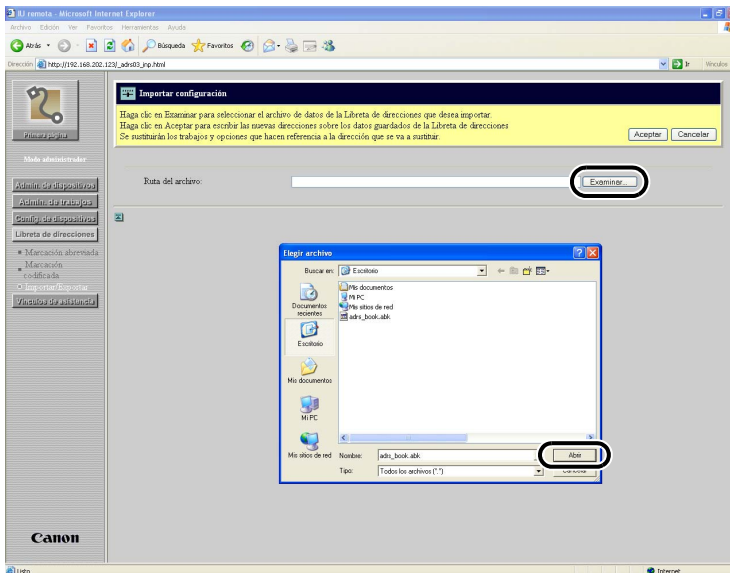 IU remota - Microsoft Internet Explorer
Archivo Edición Ver Favoritos Herramientas Ayuda
Atrás Búsqueda Favoritos
Dirección http://192.168.202.123/_adrs03_inp.html Ir Vínculos
Primera página
Modo administrador
Admin. de dispositivos
Admin. de trabajos
Config. de dispositivos
Libreta de direcciones
Marcación abreviada
Marcación
codificada
Importar/Exportar
Vínculos de asistencia
Canon
Importar configuración
Haga clic en Examinar para seleccionar el archivo de datos de la Libreta de direcciones que desea importar.
Haga clic en Aceptar para escribir las nuevas direcciones sobre los datos guardados de la Libreta de direcciones
Se sustituirán los trabajos y opciones que hacen referencia a la dirección que se va a sustituir.
Aceptar Cancelar
Ruta del archivo: Examinar...
Elegir archivo
Buscar en: Escritorio
Documentos
recientes
Escritorio
Mis documentos
Mi PC
Mis sitios de red
Mis documentos
Mi PC
Mis sitios de red
adrs_book.abk
Nombre: adrs_book.abk Abrir
Tipo: Todos los archivos (*.*) Cancelar
Listo Internet